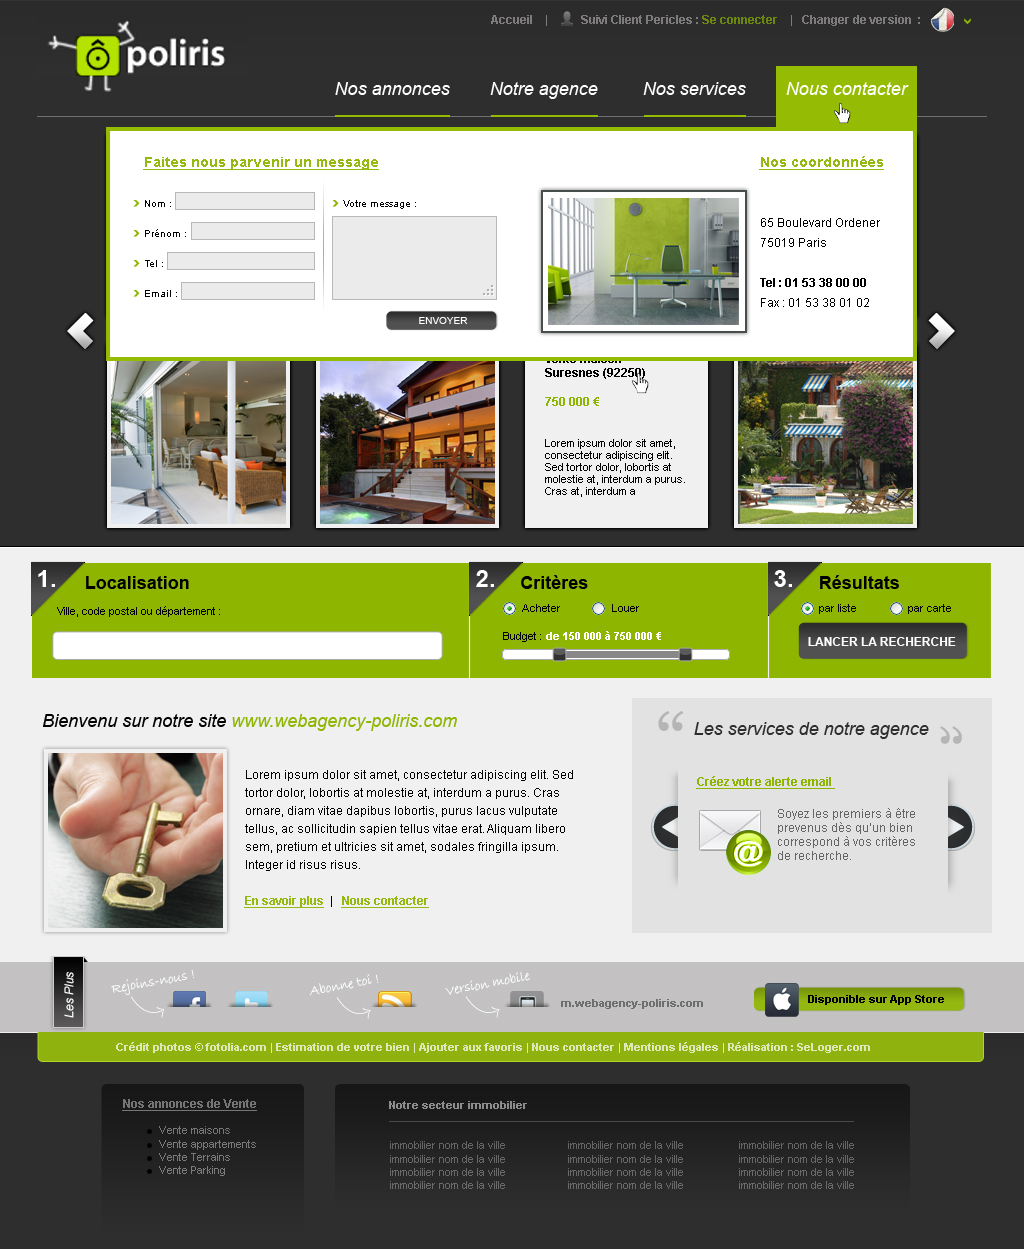 Accueil | Suivi Client Pericles : Se connecter | Changer de version :
poliris
Nos annonces
Notre agence
Nos services
Nous contacter
Faites nous parvenir un message
Nos coordonnées
Nom :
Prénom :
Tel :
Email :
Votre message :
ENVOYER
65 Boulevard Ordener
75019 Paris
Tel : 01 53 38 00 00
Fax : 01 53 38 01 02
Suresnes (92250)
750 000 €
Lorem ipsum dolor sit amet,
consectetur adipiscing elit.
Sed tortor dolor, lobortis at
molestie at, interdum a purus.
Cras at, interdum a
1. Localisation
Ville, code postal ou département :
2. Critères
Acheter
Louer
Budget : de 150 000 à 750 000 €
3. Résultats
par liste
par carte
LANCER LA RECHERCHE
Bienvenu sur notre site www.webagency-poliris.com
Lorem ipsum dolor sit amet, consectetur adipiscing elit. Sed
tortor dolor, lobortis at molestie at, interdum a purus. Cras
ornare, diam vitae dapibus lobortis, purus lacus vulputate
tellus, ac sollicitudin sapien tellus vitae erat. Aliquam libero
sem, pretium et ultricies sit amet, sodales fringilla ipsum.
Integer id risus risus.
En savoir plus | Nous contacter
“ Les services de notre agence ”
Créez votre alerte email
Soyez les premiers à être
prevenus dès qu'un bien
correspond à vos critères
de recherche.
@
Les Plus
Rejoins-nous !
Abonne toi !
Version mobile
m.webagency-poliris.com
Disponible sur App Store
Crédit photos © fotolia.com | Estimation de votre bien | Ajouter aux favoris | Nous contacter | Mentions légales | Réalisation : SeLoger.com
Nos annonces de Vente
Vente maisons
Vente appartements
Vente Terrains
Vente Parking
Notre secteur immobilier
immobilier nom de la ville immobilier nom de la ville immobilier nom de la ville
immobilier nom de la ville immobilier nom de la ville immobilier nom de la ville
immobilier nom de la ville immobilier nom de la ville immobilier nom de la ville
immobilier nom de la ville immobilier nom de la ville immobilier nom de la ville